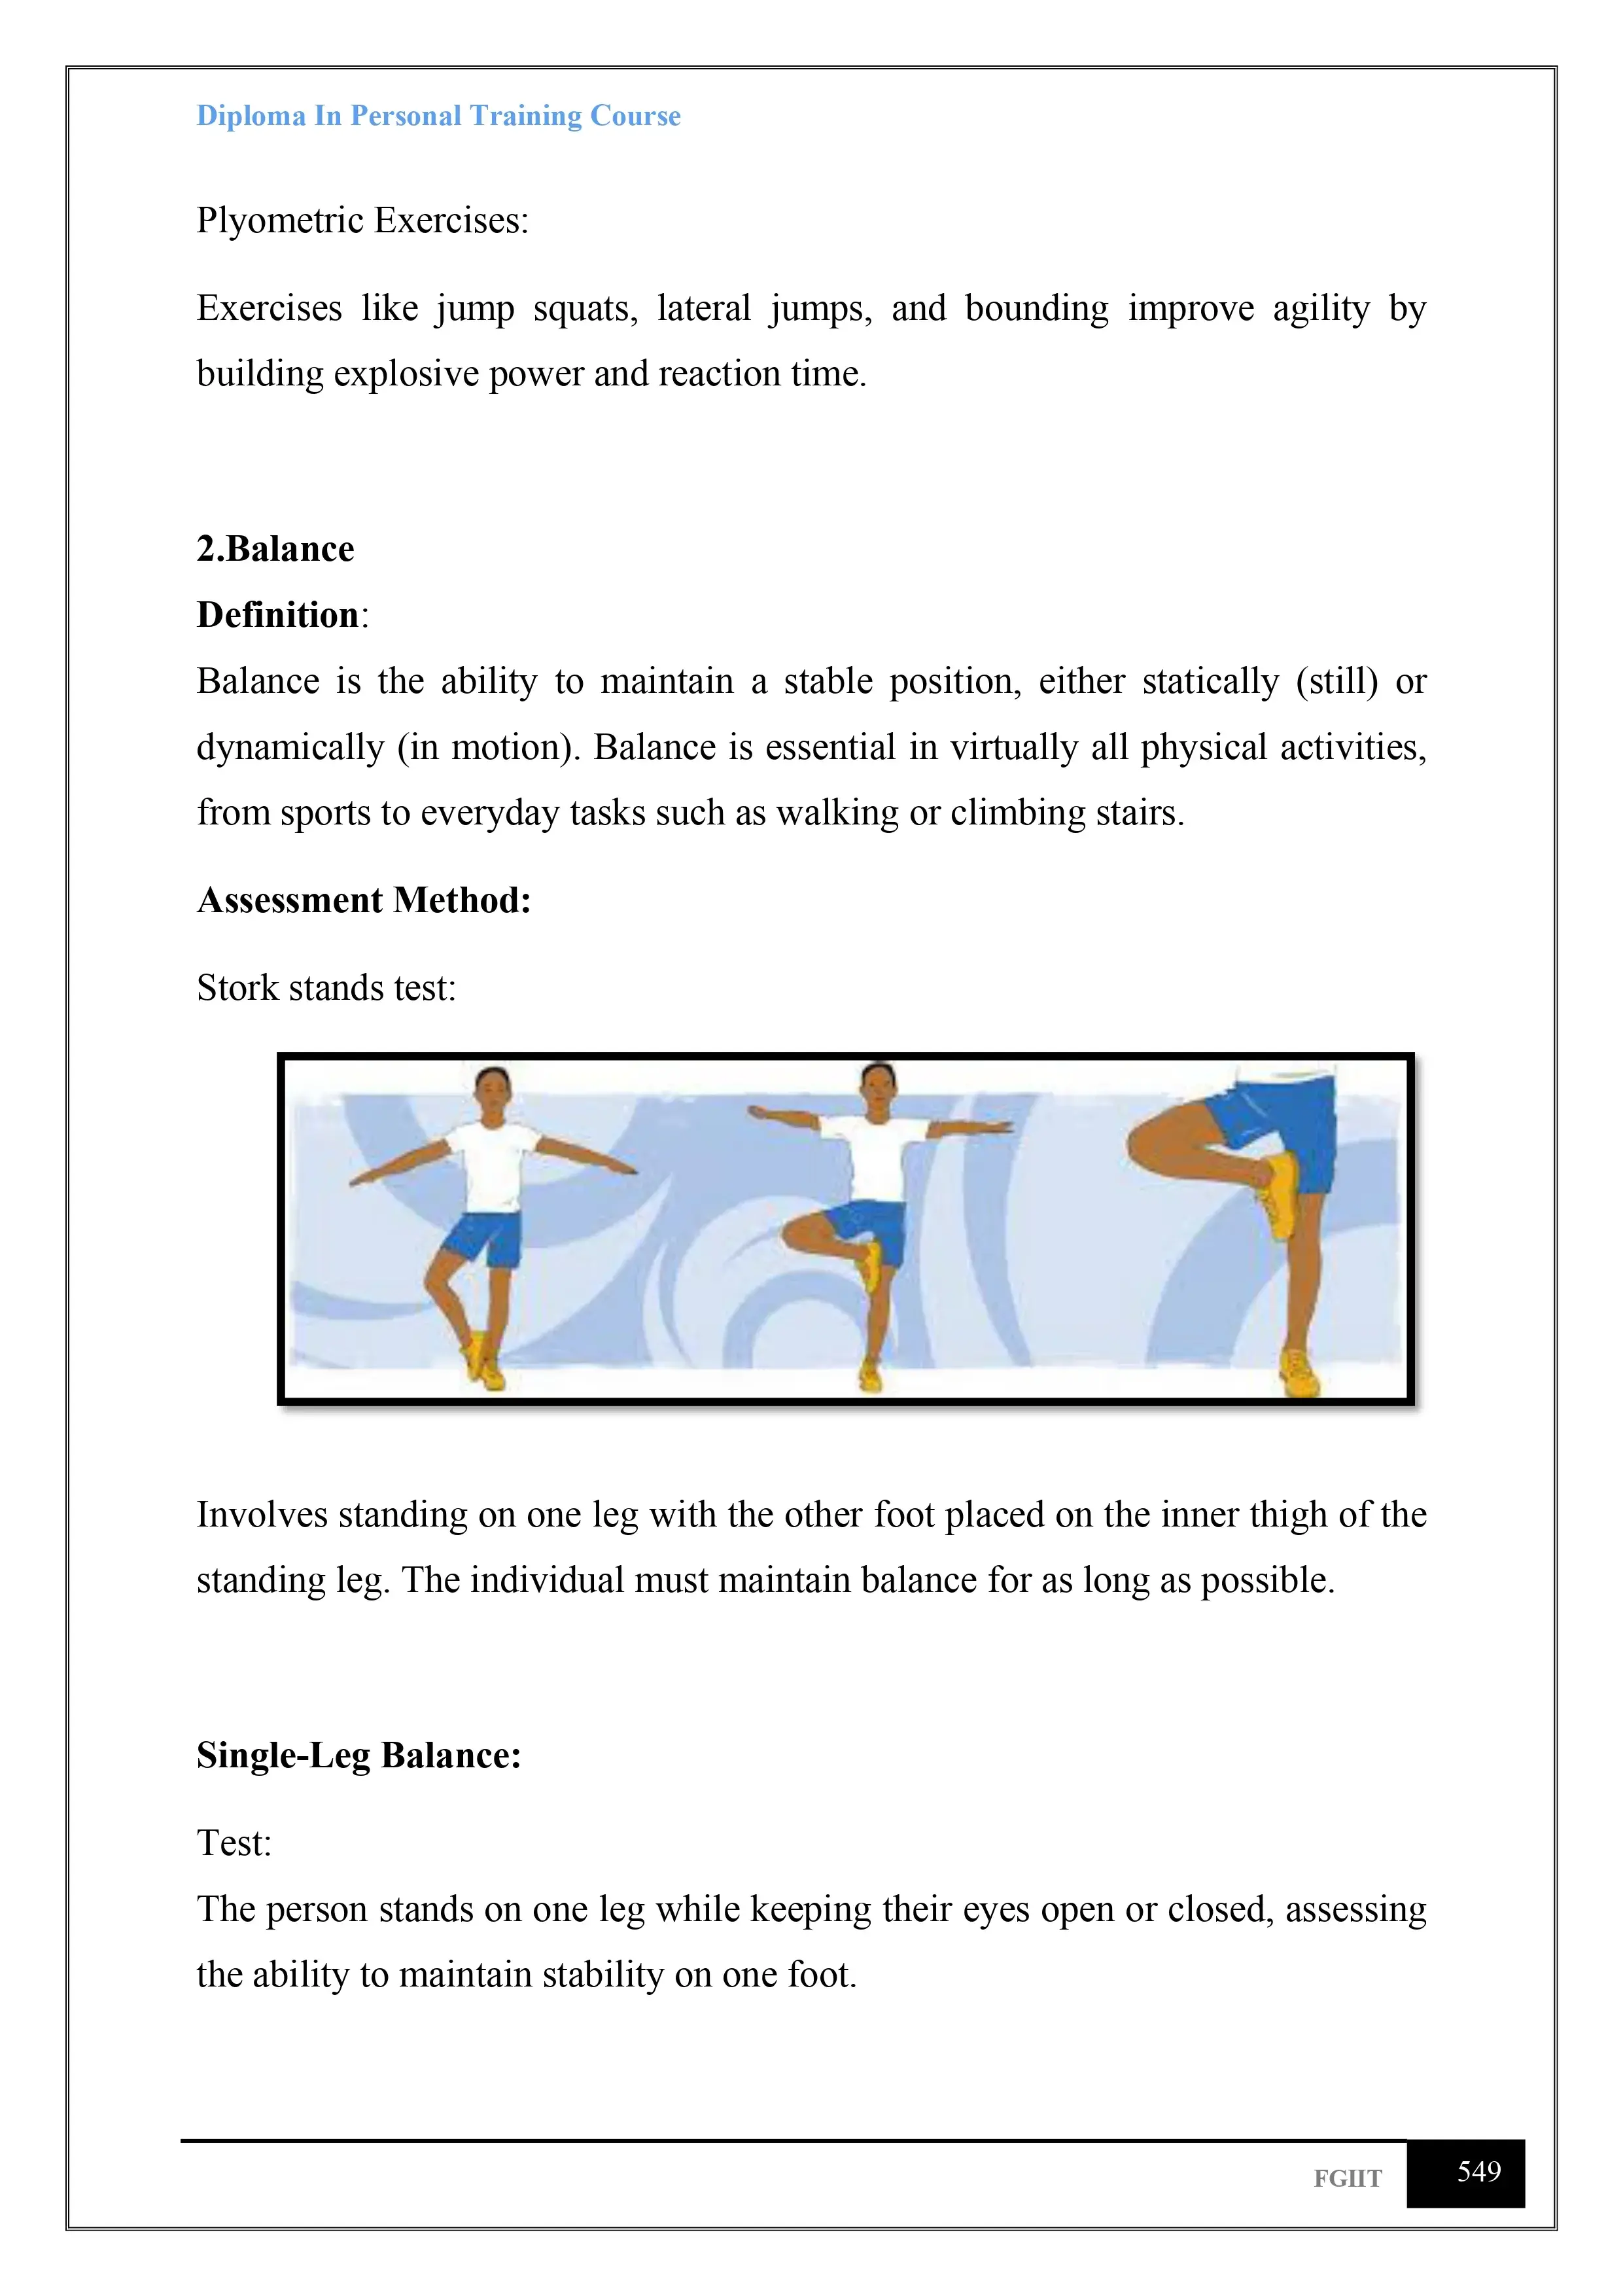 Diploma In Personal Training Course
Plyometric Exercises:
Exercises like jump squats, lateral jumps, and bounding improve agility by
building explosive power and reaction time.
2.Balance
Definition:
Balance is the ability to maintain a stable position, either statically (still) or
dynamically (in motion). Balance is essential in virtually all physical activities,
from sports to everyday tasks such as walking or climbing stairs.
Assessment Method:
Stork stands test:
Involves standing on one leg with the other foot placed on the inner thigh of the
standing leg. The individual must maintain balance for as long as possible.
Single-Leg Balance:
Test:
The person stands on one leg while keeping their eyes open or closed, assessing
the ability to maintain stability on one foot.
FGIIT
549